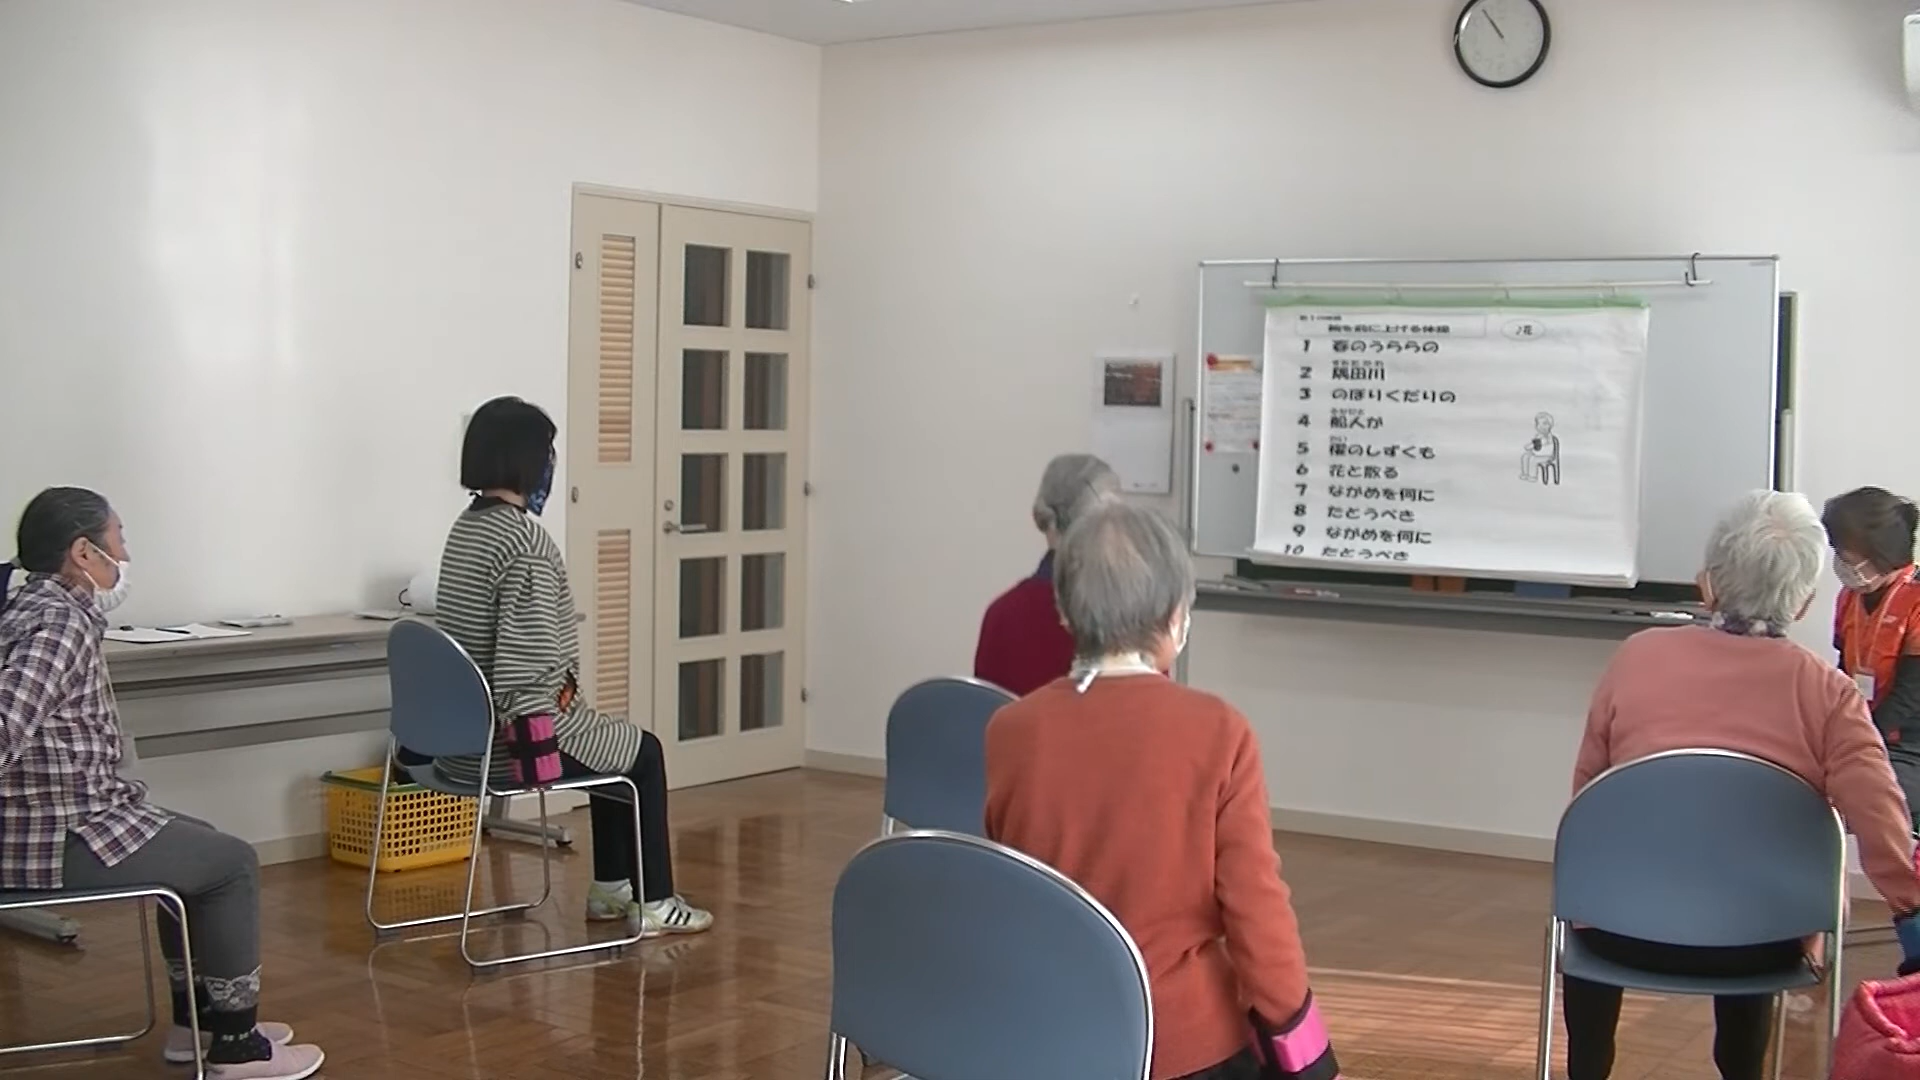 腕を前に上げる体操
♪花
1 春のうららの
2 隅田川
3 のぼりくだりの
4 船人が
5 櫂のしずくも
6 花と散る
7 ながめを何に
8 たとうべき
9 ながめを何に
10 たとうべき